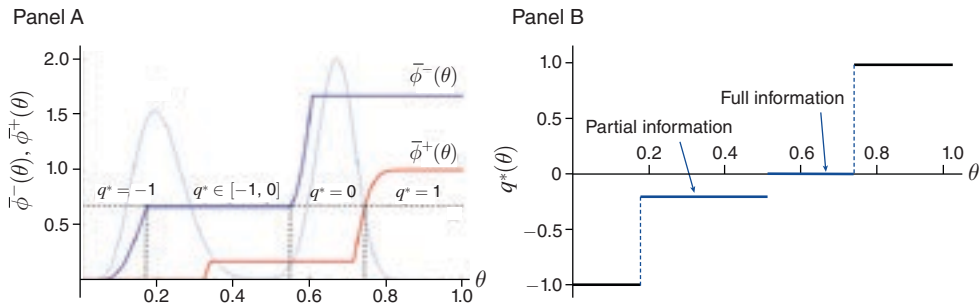 Panel A
2.0
1.5
1.0
0.5
ϕ̄⁻(θ), ϕ̄⁺(θ)
ϕ̄⁻(θ)
ϕ̄⁺(θ)
q* = −1
q* ∈ [−1, 0]
q* = 0
q* = 1
0.2
0.4
0.6
0.8
1.0
θ
Panel B
1.0
0.5
0
−0.5
−1.0
q*(θ)
Full information
Partial information
0.2
0.4
0.6
0.8
1.0
θ